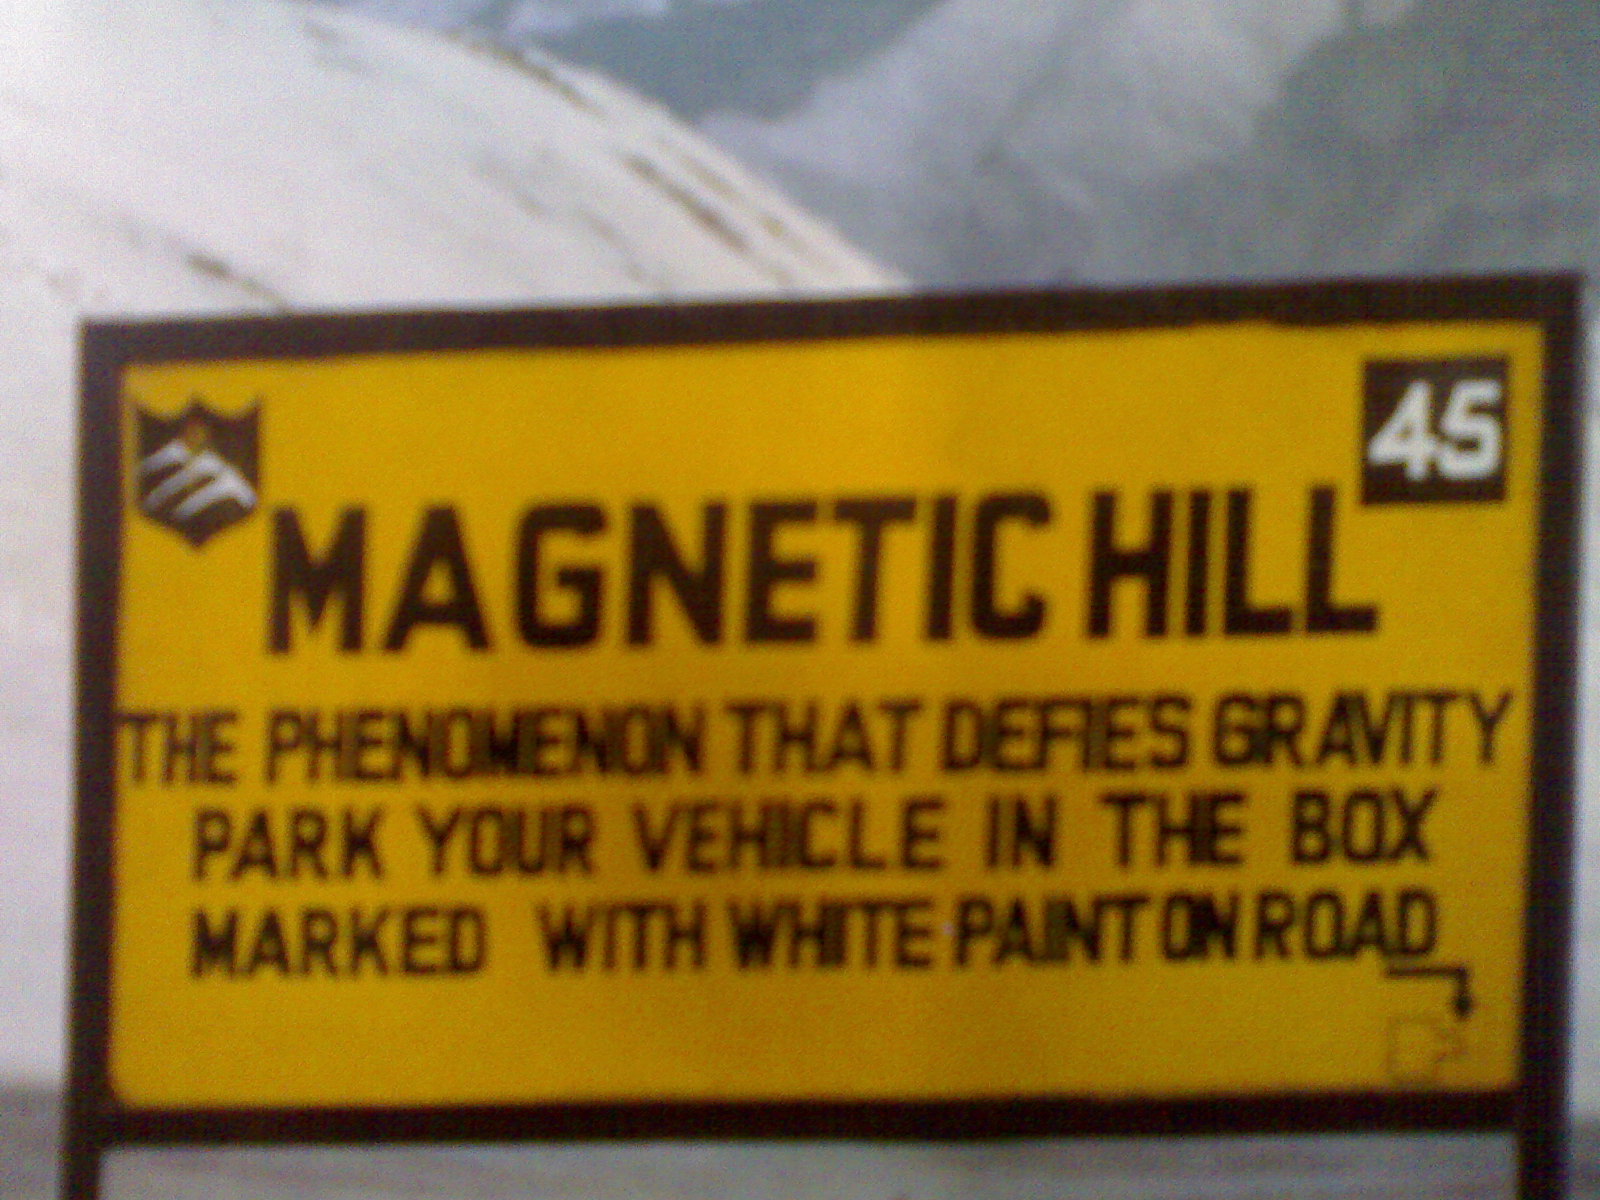 45
MAGNETIC HILL
THE PHENOMENON THAT DEFIES GRAVITY
PARK YOUR VEHICLE IN THE BOX
MARKED WITH WHITE PAINT ON ROAD